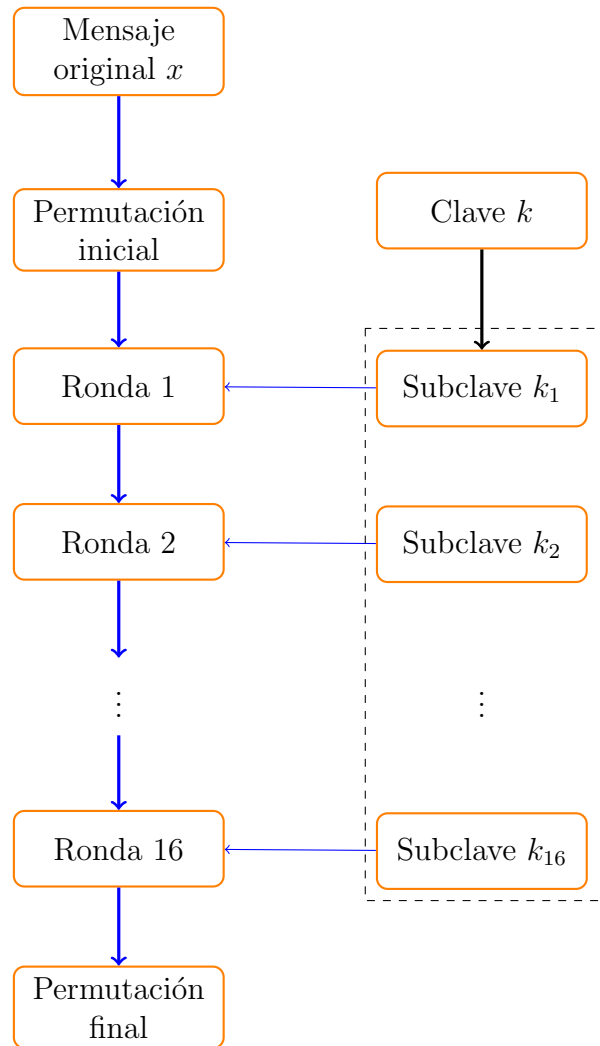 Mensaje
original x
Permutación
inicial
Clave k
Ronda 1
Subclave k₁
Ronda 2
Subclave k₂
⋮
⋮
Ronda 16
Subclave k₁₆
Permutación
final